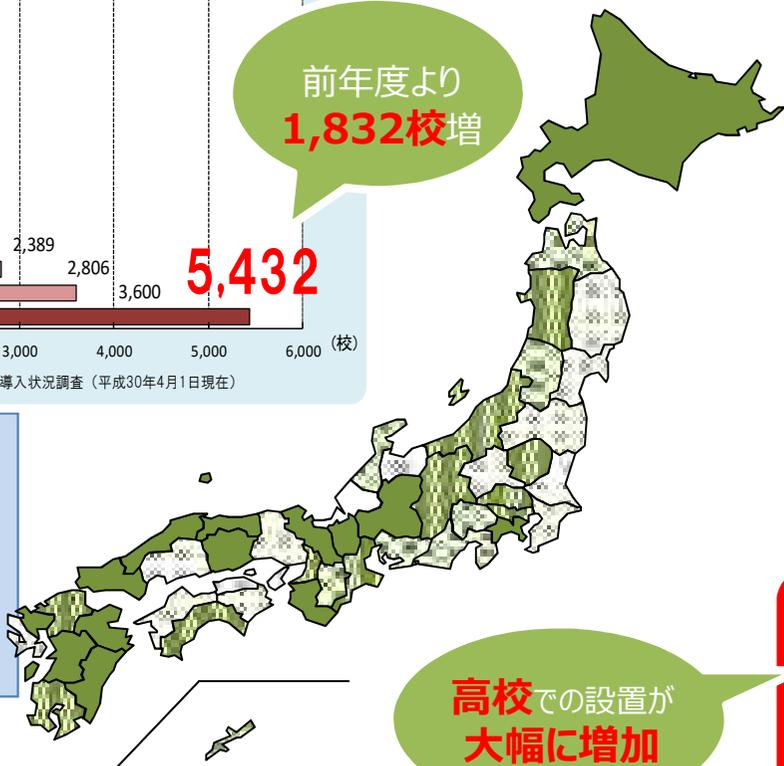 前年度より
1,832校増
2,389
2,806
3,600
5,432
3,000
4,000
5,000
6,000
（校）
導入状況調査（平成30年4月1日現在）
高校での設置が
大幅に増加